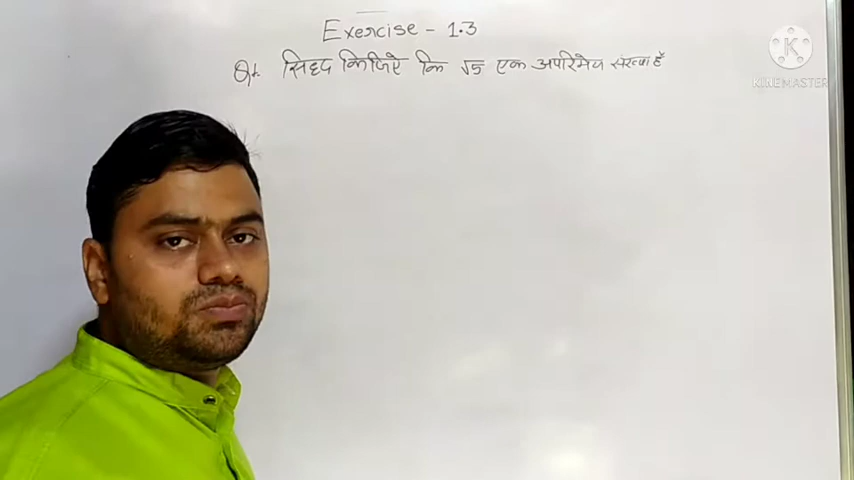 Exercise - 1.3
Q1. सिद्द किजिऐ कि √5 एक अपरिमेय संख्या है
K
KINEMASTER